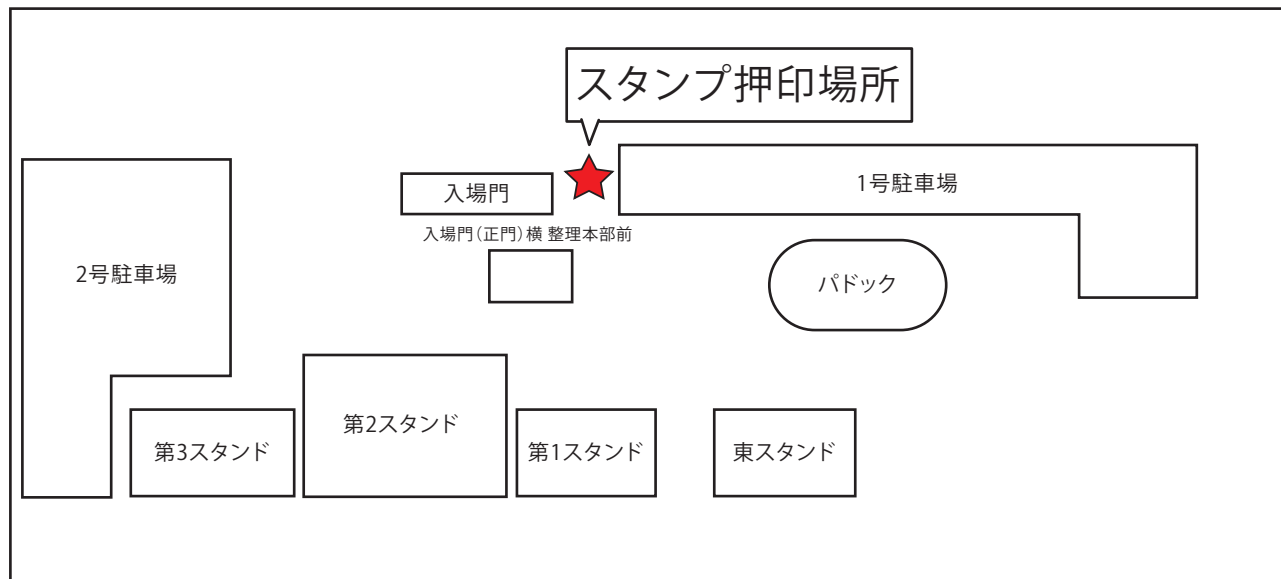 スタンプ押印場所
入場門
1号駐車場
入場門（正門）横 整理本部前
2号駐車場
パドック
第3スタンド
第2スタンド
第1スタンド
東スタンド